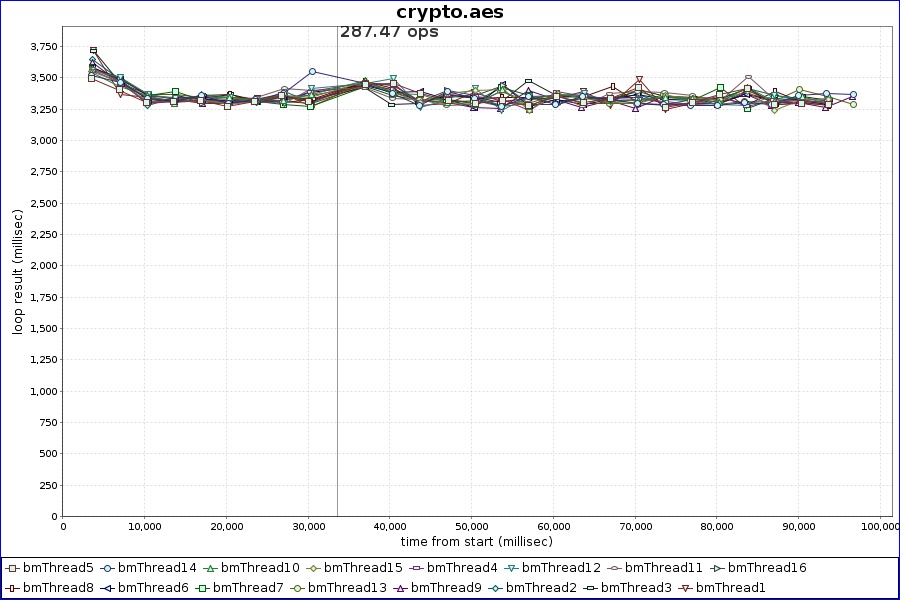 crypto.aes
287.47 ops
3,750
3,500
3,250
3,000
2,750
2,500
2,250
2,000
1,750
1,500
1,250
1,000
750
500
250
0
loop result (millisec)
0 10,000 20,000 30,000 40,000 50,000 60,000 70,000 80,000 90,000 100,000
time from start (millisec)
bmThread5 bmThread14 bmThread10 bmThread15 bmThread4 bmThread12 bmThread11 bmThread16
bmThread8 bmThread6 bmThread7 bmThread13 bmThread9 bmThread2 bmThread3 bmThread1